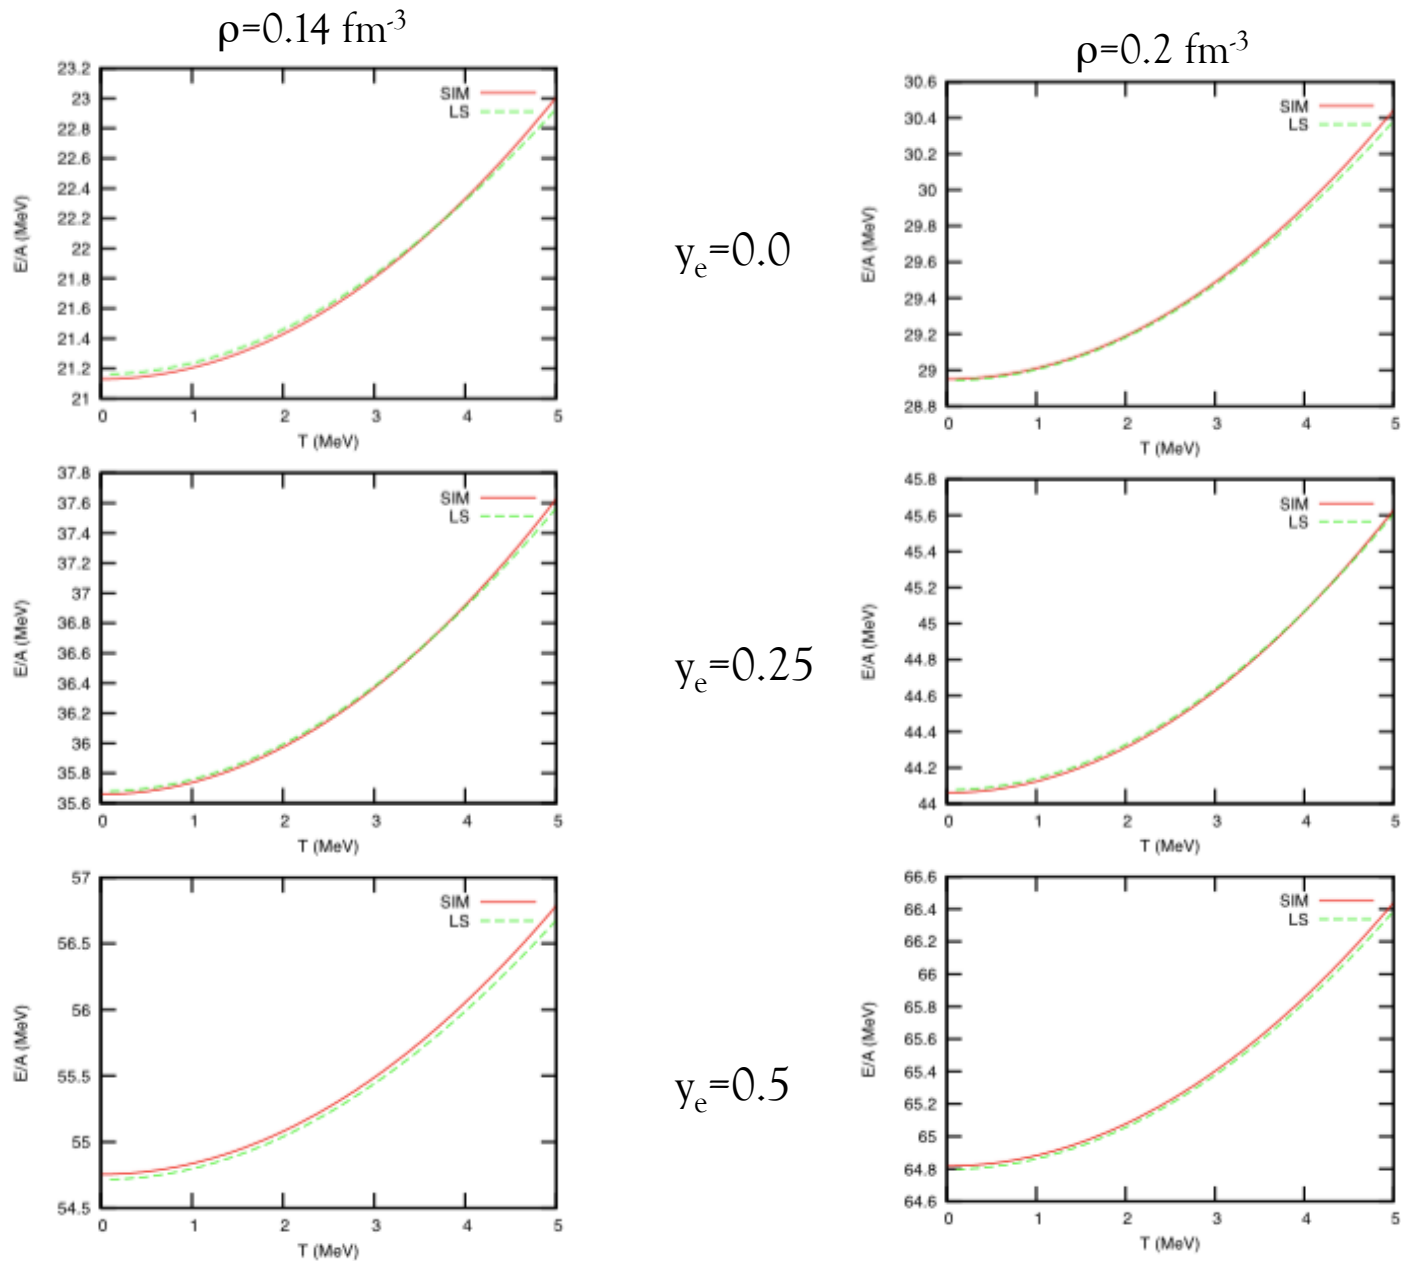 ρ=0.14 fm⁻³
ρ=0.2 fm⁻³
23.2
23
22.8
22.6
22.4
22.2
22
21.8
21.6
21.4
21.2
21
0 1 2 3 4 5
T (MeV)
E/A (MeV)
SIM
LS
yₑ=0.0
30.6
30.4
30.2
30
29.8
29.6
29.4
29.2
29
28.8
0 1 2 3 4 5
T (MeV)
E/A (MeV)
SIM
LS
37.8
37.6
37.4
37.2
37
36.8
36.6
36.4
36.2
36
35.8
35.6
0 1 2 3 4 5
T (MeV)
E/A (MeV)
SIM
LS
yₑ=0.25
45.8
45.6
45.4
45.2
45
44.8
44.6
44.4
44.2
44
0 1 2 3 4 5
T (MeV)
E/A (MeV)
SIM
LS
57
56.5
56
55.5
55
54.5
0 1 2 3 4 5
T (MeV)
E/A (MeV)
SIM
LS
yₑ=0.5
66.6
66.4
66.2
66
65.8
65.6
65.4
65.2
65
64.8
64.6
0 1 2 3 4 5
T (MeV)
E/A (MeV)
SIM
LS